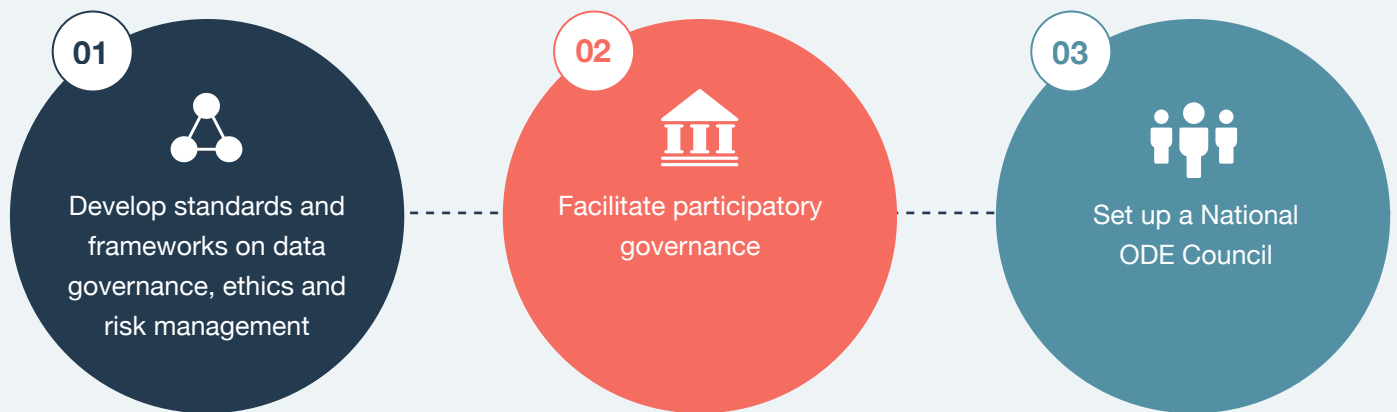 01
Develop standards and
frameworks on data
governance, ethics and
risk management
02
Facilitate participatory
governance
03
Set up a National
ODE Council